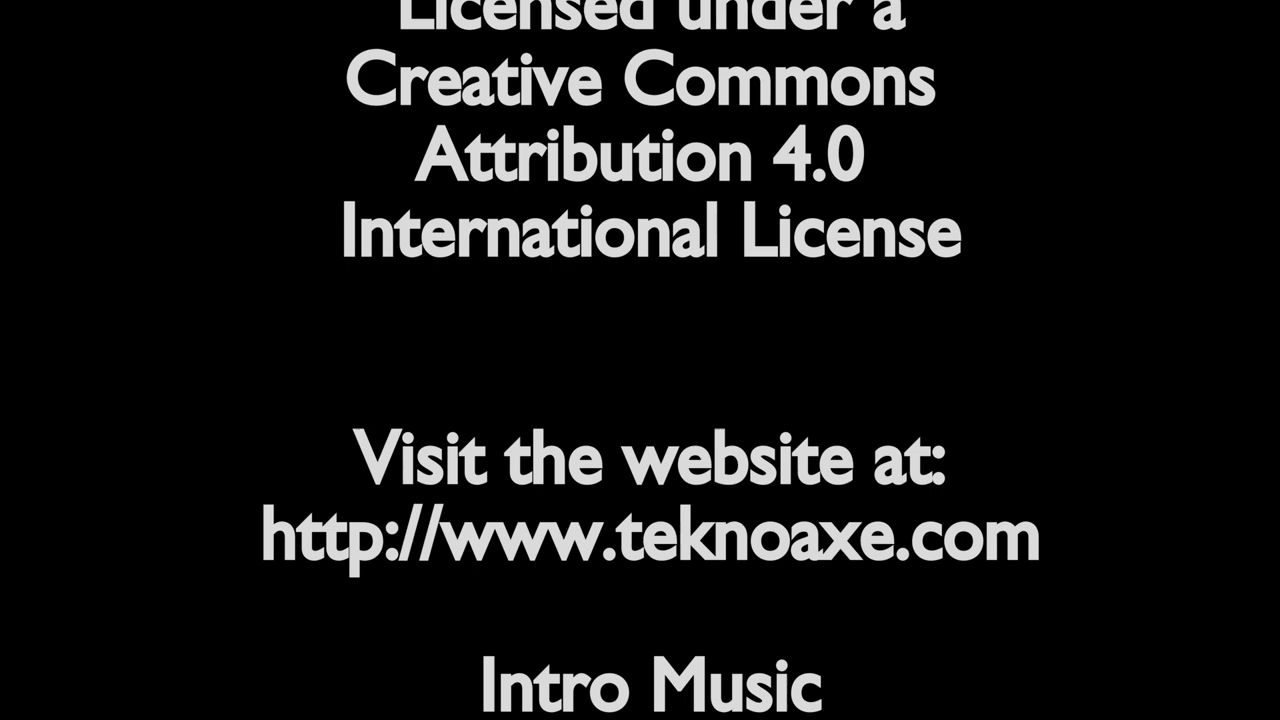 Licensed under a
Creative Commons
Attribution 4.0
International License
Visit the website at:
http://www.teknoaxe.com
Intro Music